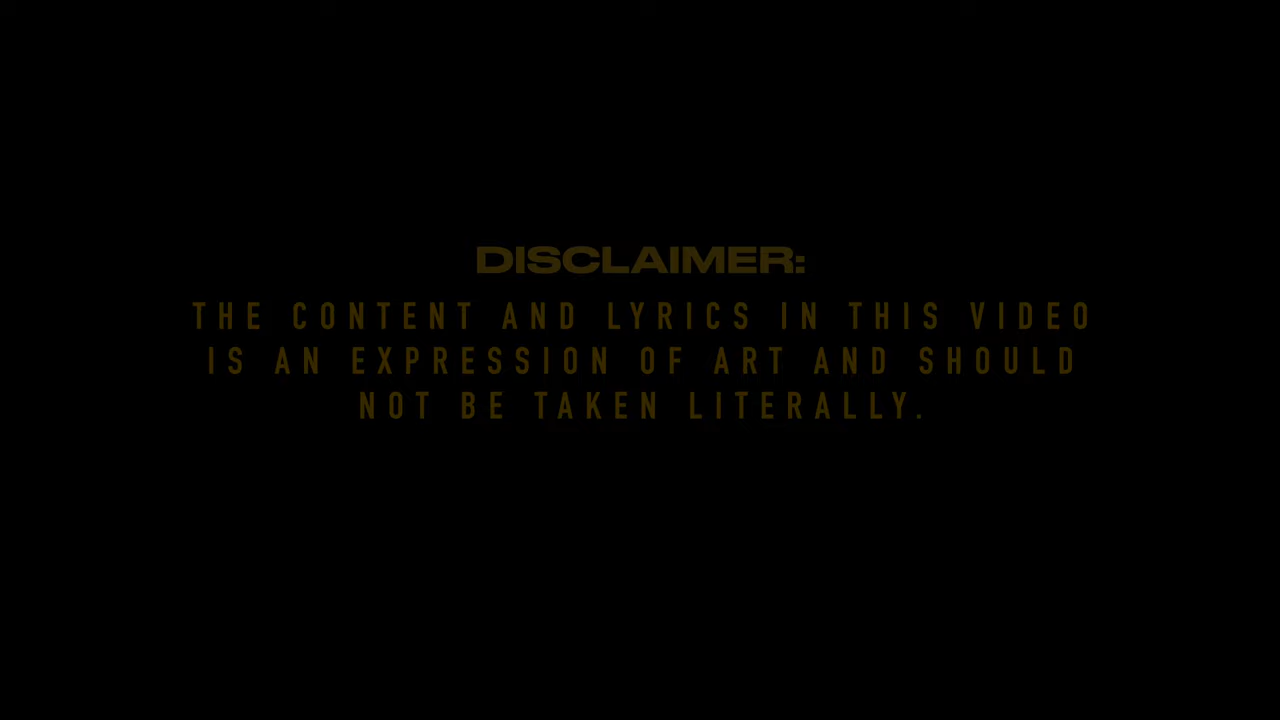 DISCLAIMER:
THE CONTENT AND LYRICS IN THIS VIDEO
IS AN EXPRESSION OF ART AND SHOULD
NOT BE TAKEN LITERALLY.